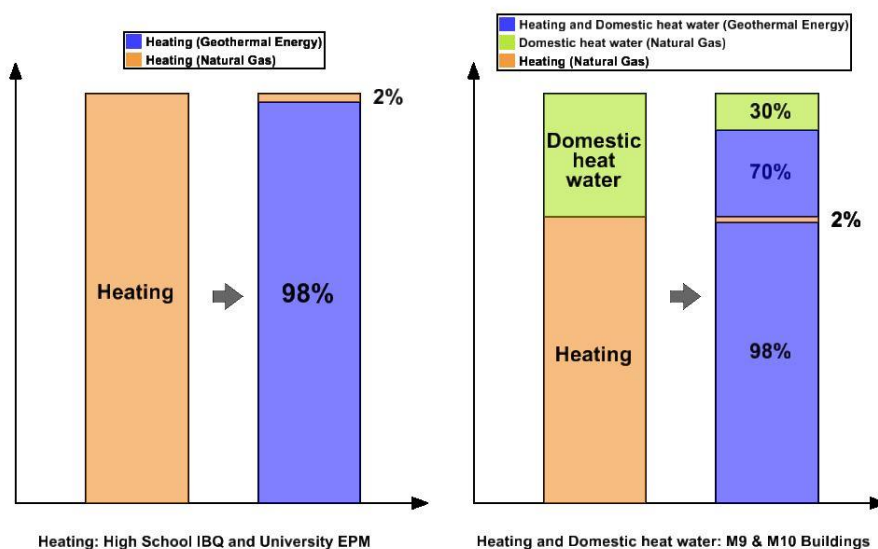 Heating (Geothermal Energy)
Heating (Natural Gas)
2%
Heating
98%
Heating: High School IBQ and University EPM
Heating and Domestic heat water (Geothermal Energy)
Domestic heat water (Natural Gas)
Heating (Natural Gas)
Domestic
heat
water
30%
70%
2%
Heating
98%
Heating and Domestic heat water: M9 & M10 Buildings